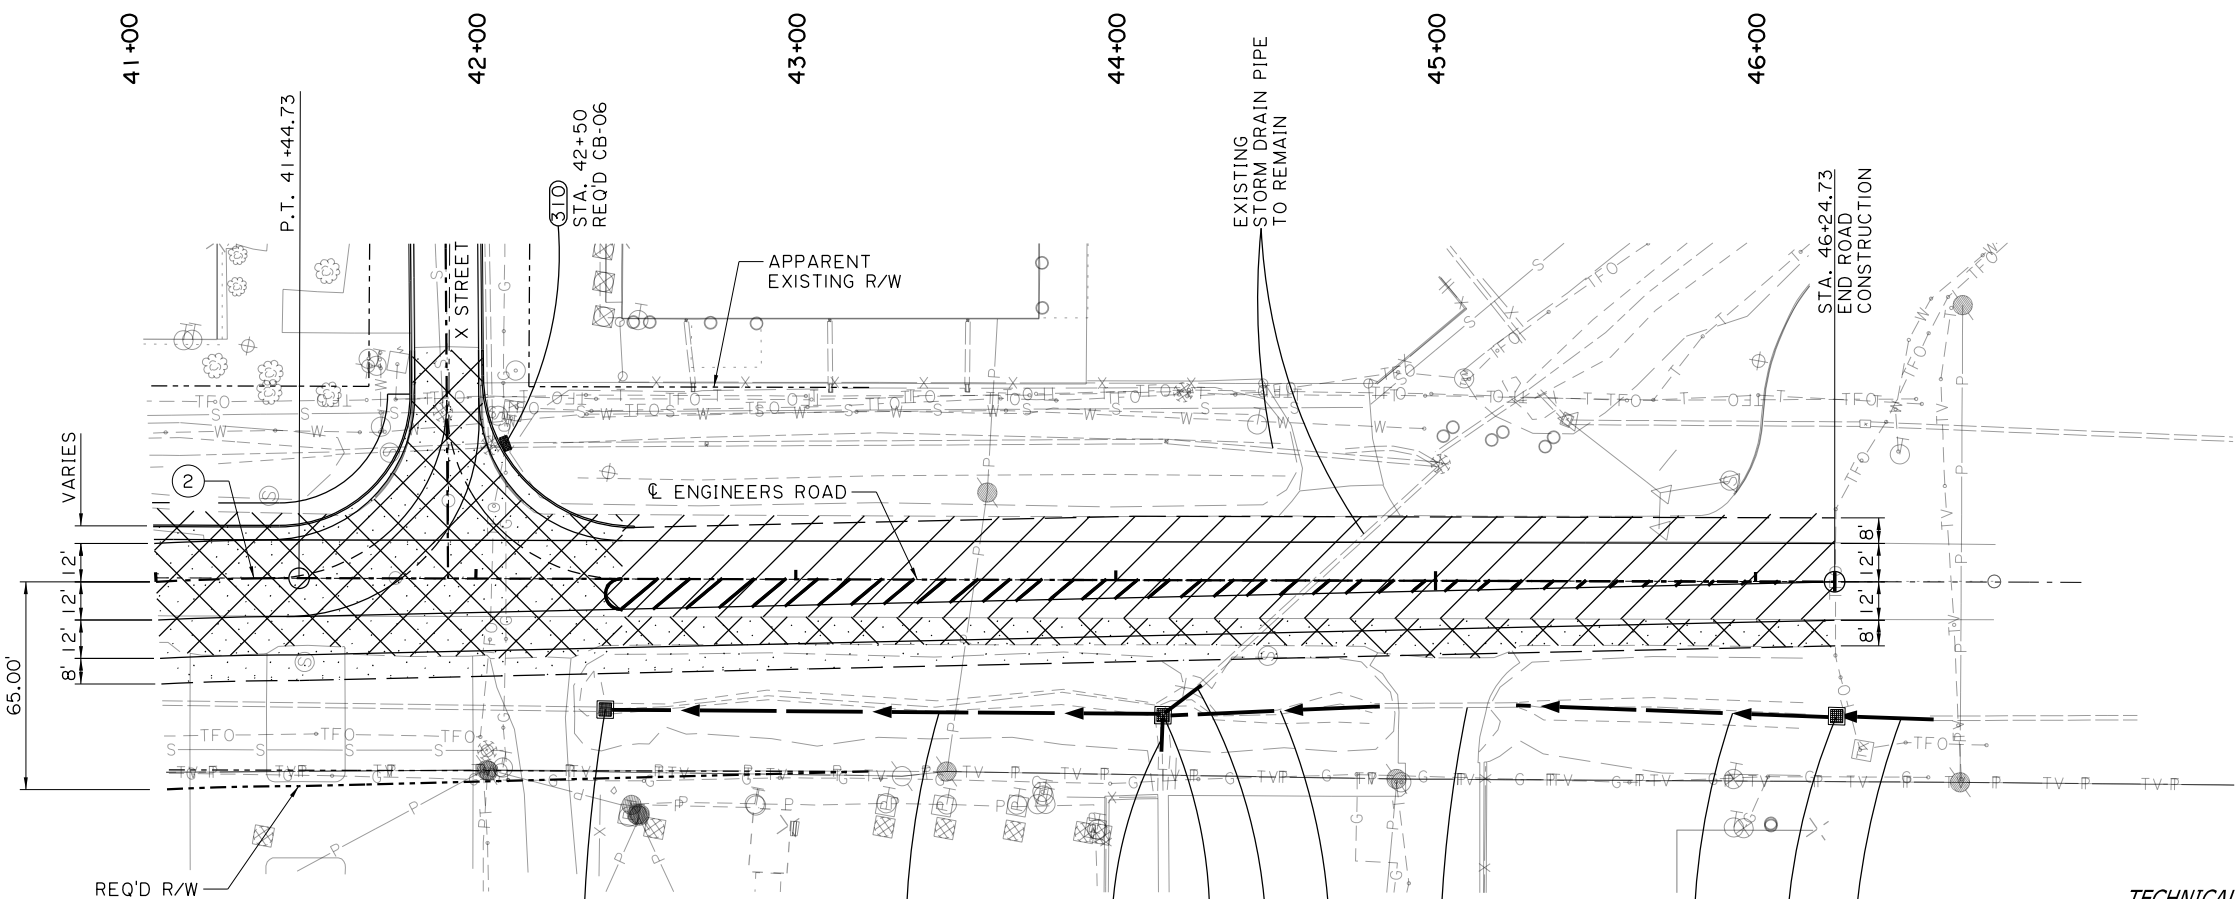 41+00
42+00
43+00
44+00
45+00
46+00
P.T. 41+44.73
310
STA. 42+50
REQ'D CB-06
EXISTING
STORM DRAIN PIPE
TO REMAIN
STA. 46+24.73
END ROAD
CONSTRUCTION
X STREET
APPARENT
EXISTING R/W
VARIES
2
℄ ENGINEERS ROAD
12'
12'
12'
8'
65.00'
8'
12'
12'
8'
REQ'D R/W
TECHNICAL